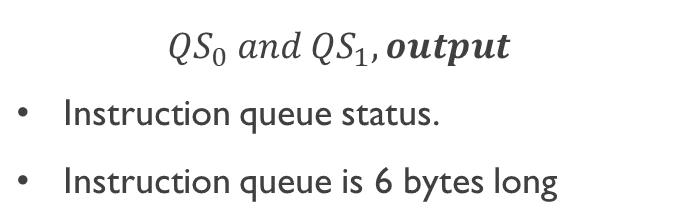 QS₀ and QS₁, output
• Instruction queue status.
• Instruction queue is 6 bytes long